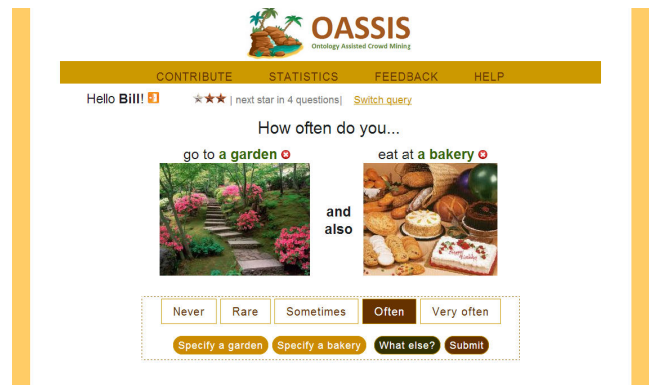 OASSIS
Ontology Assisted Crowd Mining
CONTRIBUTE STATISTICS FEEDBACK HELP
Hello Bill! | next star in 4 questions| Switch query
How often do you...
go to a garden eat at a bakery
and
also
Never Rare Sometimes Often Very often
Specify a garden Specify a bakery What else? Submit